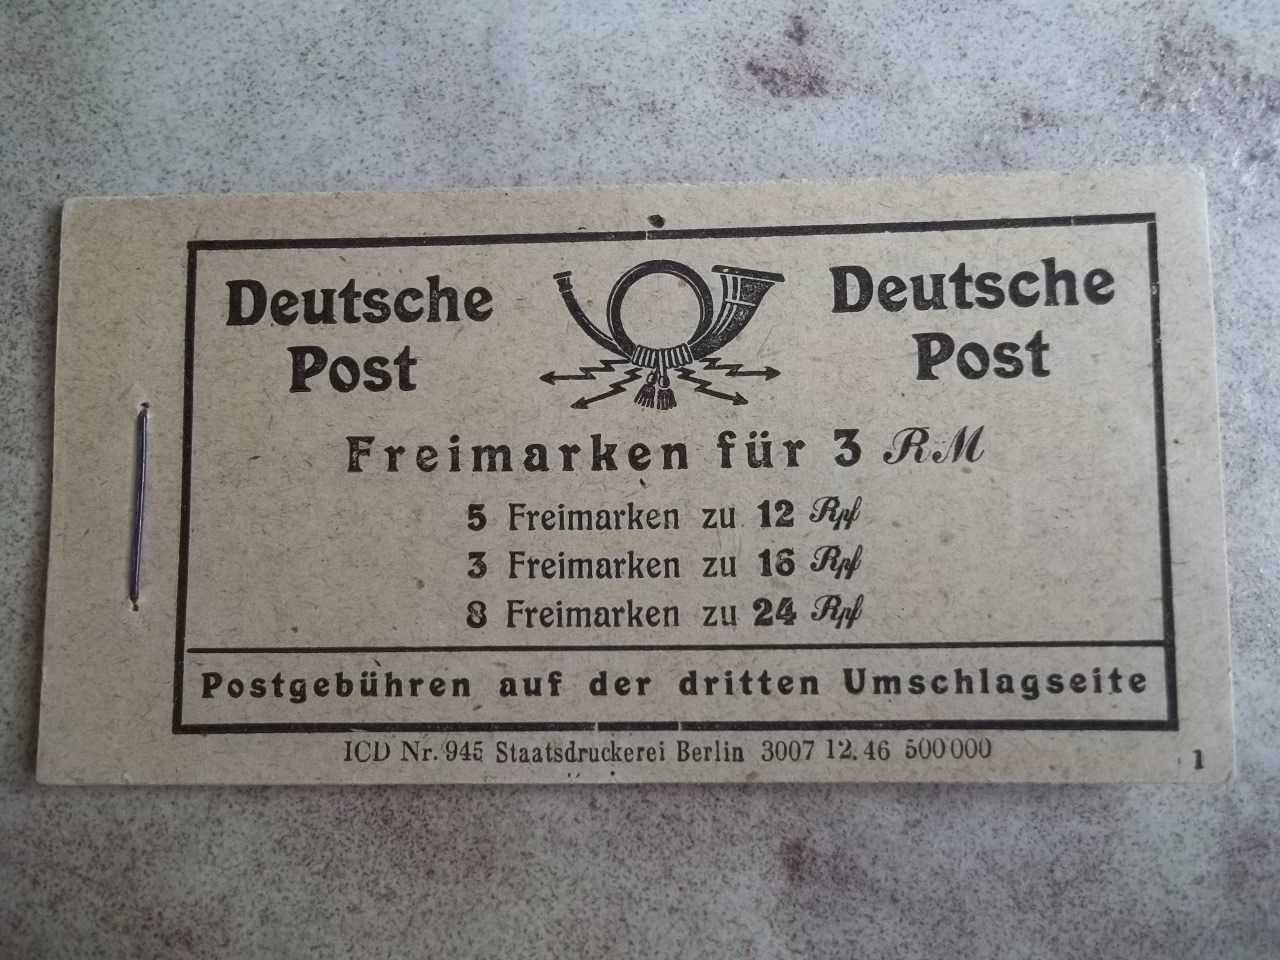 Deutsche Post
Deutsche Post
Freimarken für 3 RM
5 Freimarken zu 12 Rpf
3 Freimarken zu 16 Rpf
8 Freimarken zu 24 Rpf
Postgebühren auf der dritten Umschlagseite
ICD Nr. 945 Staatsdruckerei Berlin 3007 12.46 500000
1